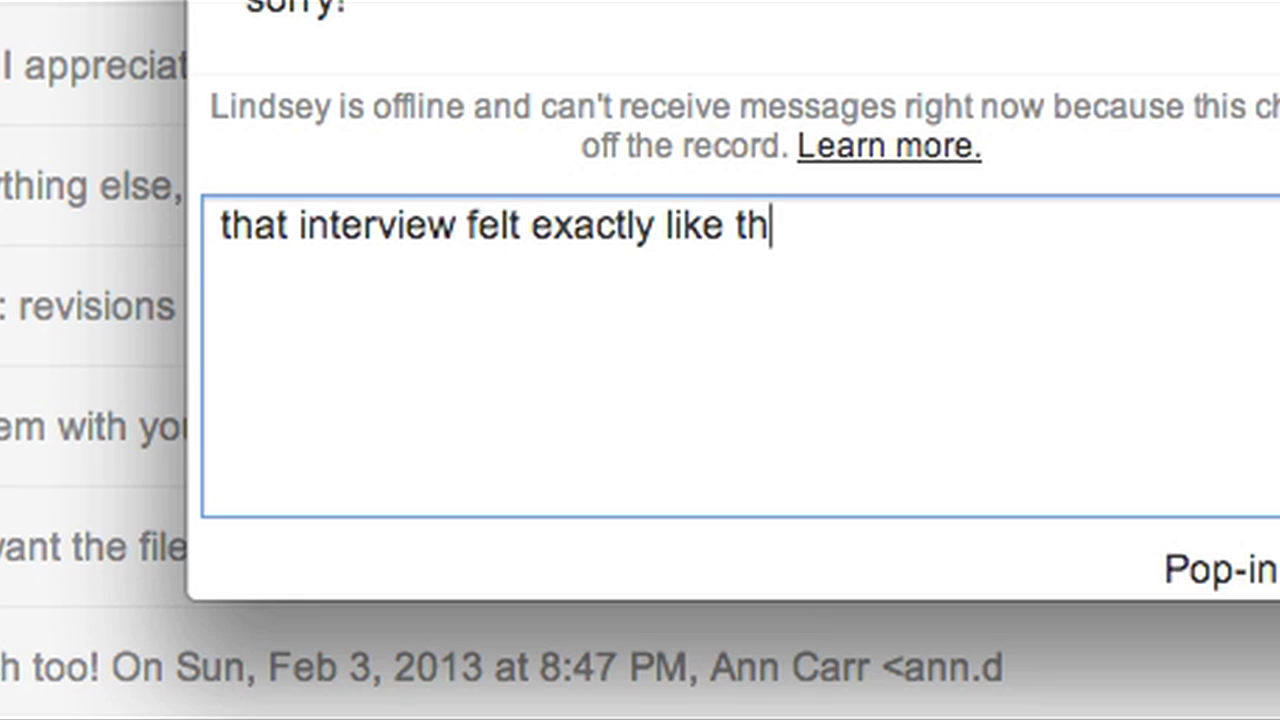 sorry!
I appreciat
Lindsey is offline and can't receive messages right now because this ch
off the record. Learn more.
ything else,
that interview felt exactly like th
: revisions
em with you
want the file
Pop-in
h too! On Sun, Feb 3, 2013 at 8:47 PM, Ann Carr <ann.d